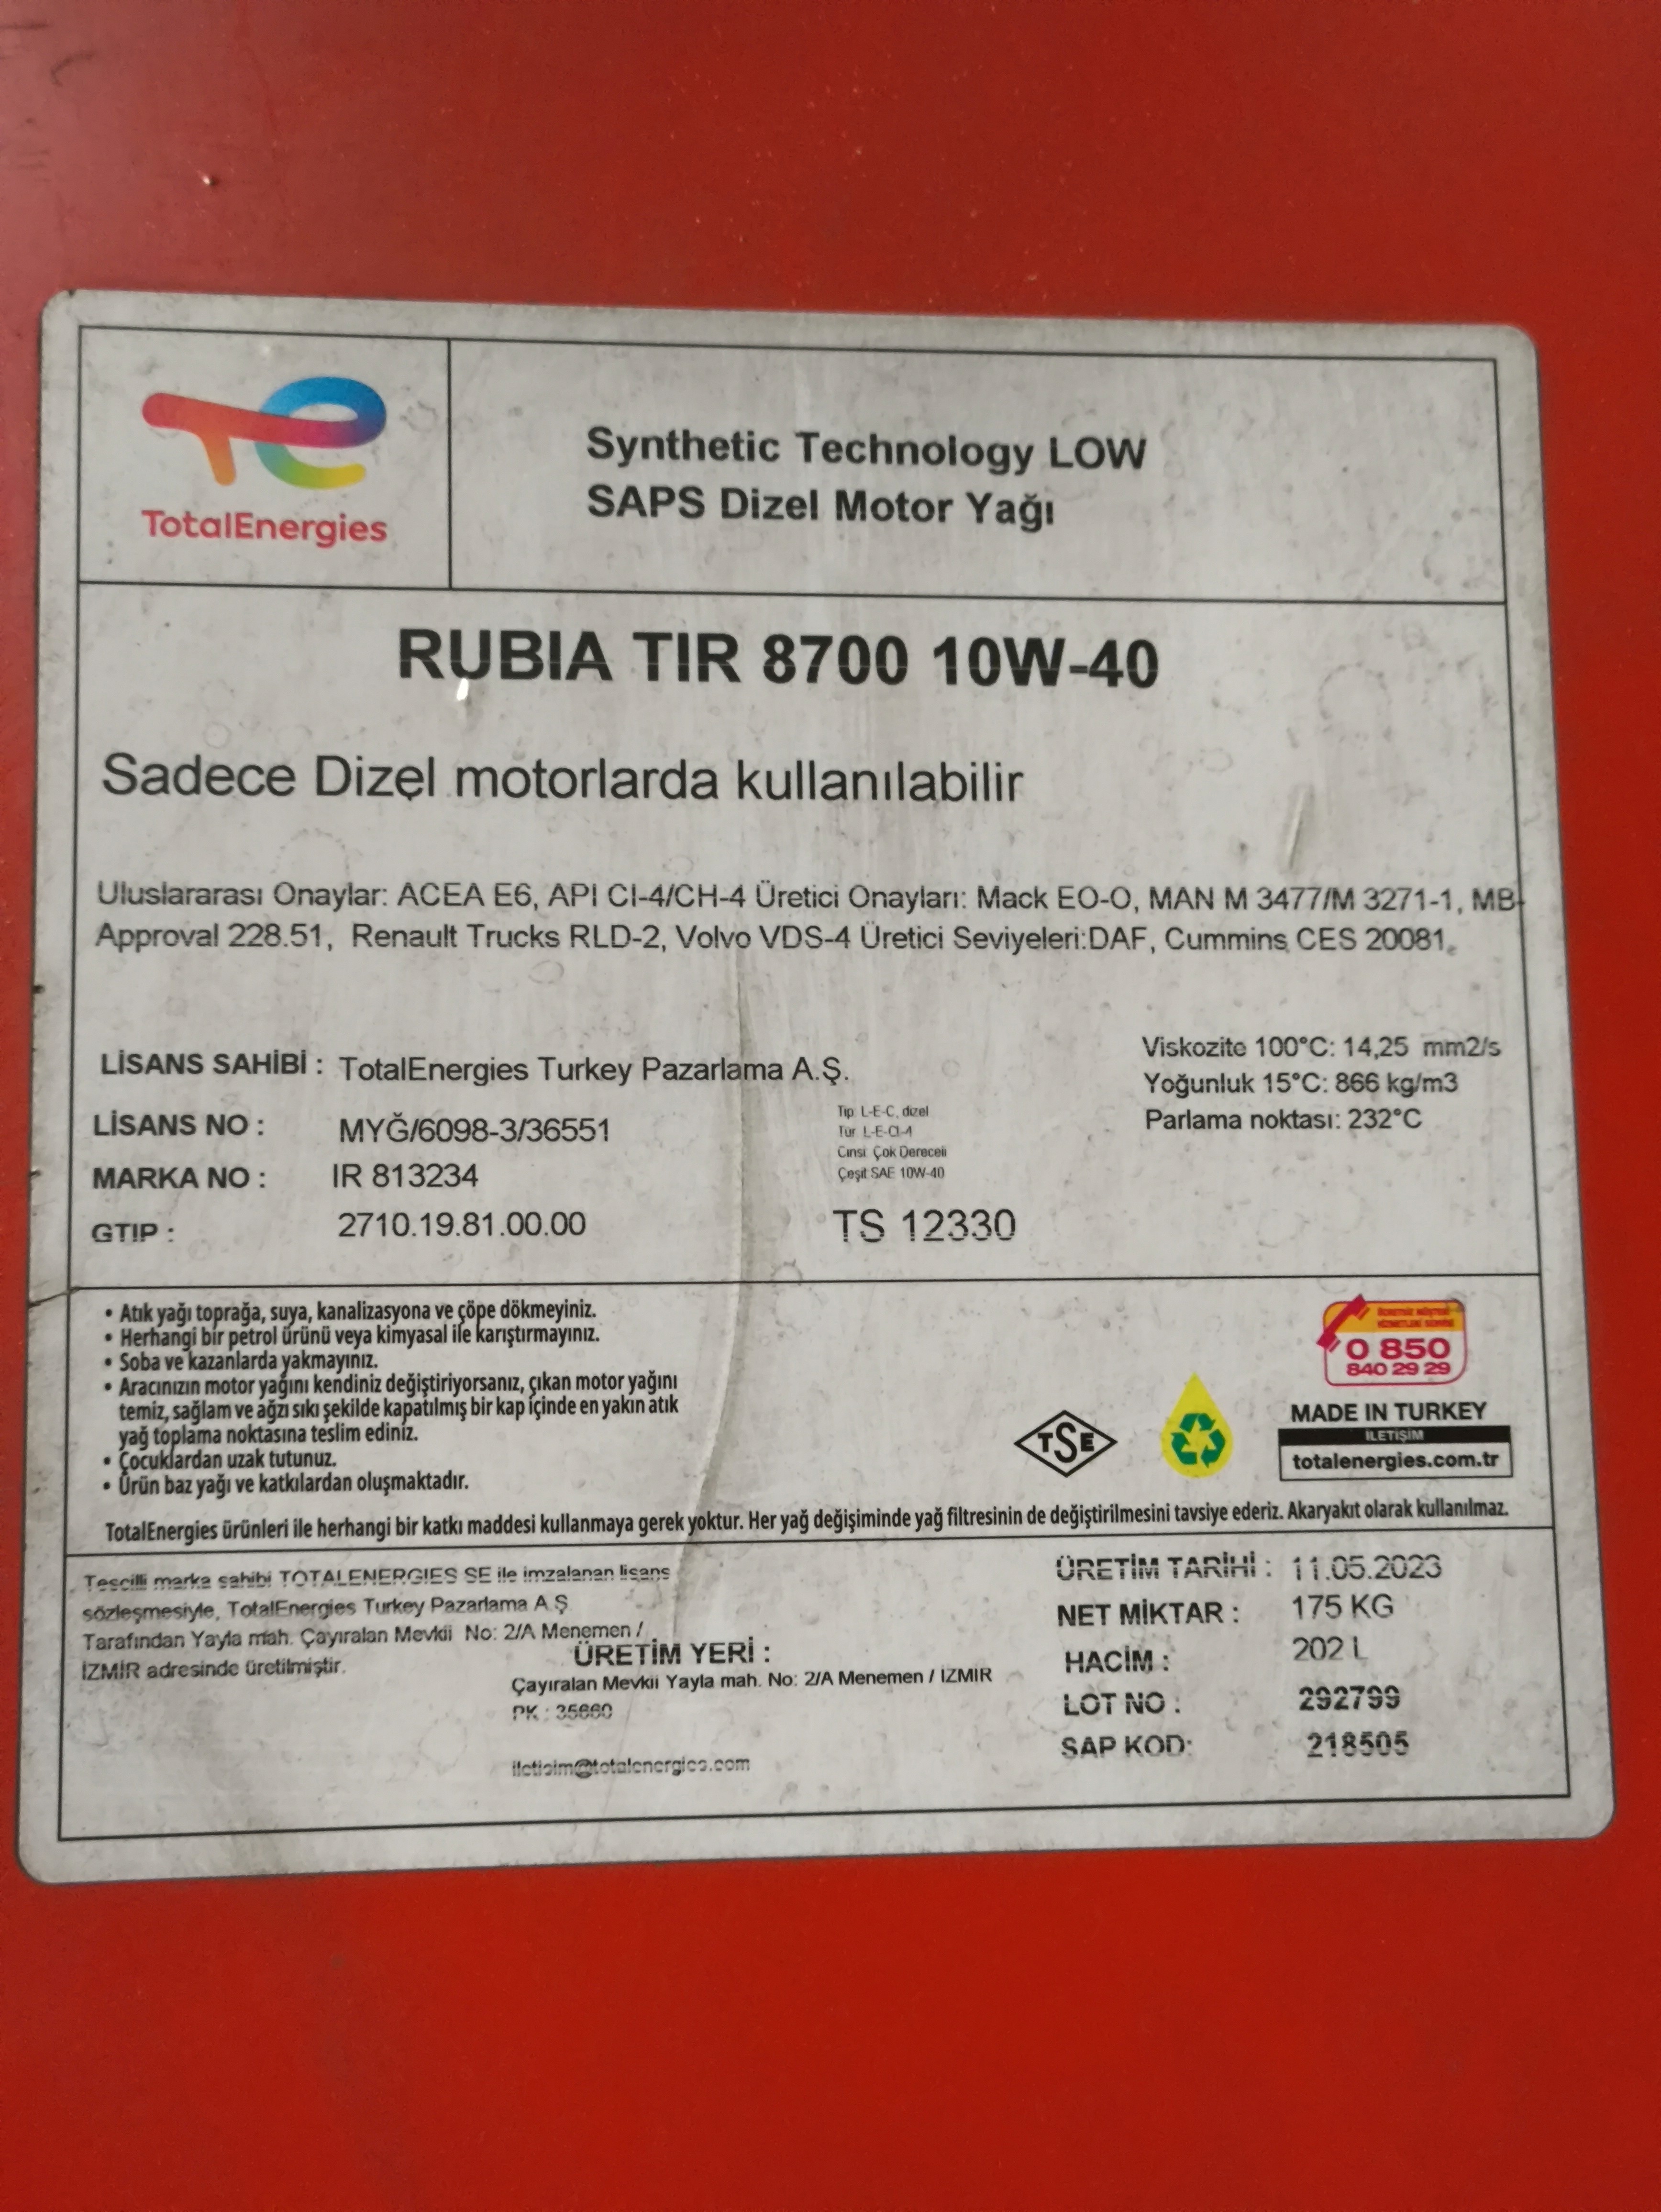 TotalEnergies
Synthetic Technology LOW
SAPS Dizel Motor Yağı
RUBIA TIR 8700 10W-40
Sadece Dizel motorlarda kullanılabilir
Uluslararası Onaylar: ACEA E6, API CI-4/CH-4 Üretici Onayları: Mack EO-O, MAN M 3477/M 3271-1, MB-
Approval 228.51, Renault Trucks RLD-2, Volvo VDS-4 Üretici Seviyeleri:DAF, Cummins CES 20081,
LİSANS SAHİBİ : TotalEnergies Turkey Pazarlama A.Ş.
LİSANS NO : MYĞ/6098-3/36551
MARKA NO : IR 813234
GTIP : 2710.19.81.00.00
Tip L-E-C, dizel
Tür L-E-CI-4
Cinsi Çok Dereceli
Çeşit SAE 10W-40
TS 12330
Viskozite 100°C: 14,25 mm2/s
Yoğunluk 15°C: 866 kg/m3
Parlama noktası: 232°C
• Atık yağı toprağa, suya, kanalizasyona ve çöpe dökmeyiniz.
• Herhangi bir petrol ürünü veya kimyasal ile karıştırmayınız.
• Soba ve kazanlarda yakmayınız.
• Aracınızın motor yağını kendiniz değiştiriyorsanız, çıkan motor yağını
temiz, sağlam ve ağzı sıkı şekilde kapatılmış bir kap içinde en yakın atık
yağ toplama noktasına teslim ediniz.
• Çocuklardan uzak tutunuz.
• Ürün baz yağı ve katkılardan oluşmaktadır.
TSE
ÜCRETSİZ MÜŞTERİ
HİZMETLERİ SERVİSİ
0 850
840 29 29
MADE IN TURKEY
İLETİŞİM
totalenergies.com.tr
TotalEnergies ürünleri ile herhangi bir katkı maddesi kullanmaya gerek yoktur. Her yağ değişiminde yağ filtresinin de değiştirilmesini tavsiye ederiz. Akaryakıt olarak kullanılmaz.
Tescilli marka sahibi TOTALENERGIES SE ile imzalanan lisans
sözleşmesiyle, TotalEnergies Turkey Pazarlama A.Ş
Tarafından Yayla mah. Çayıralan Mevkii No: 2/A Menemen /
İZMİR adresinde üretilmiştir.
ÜRETİM YERİ :
Çayıralan Mevkii Yayla mah. No: 2/A Menemen / IZMIR
PK : 35660
iletisim@totalenergies.com
ÜRETİM TARİHİ : 11.05.2023
NET MİKTAR : 175 KG
HACİM : 202 L
LOT NO : 292799
SAP KOD: 218505